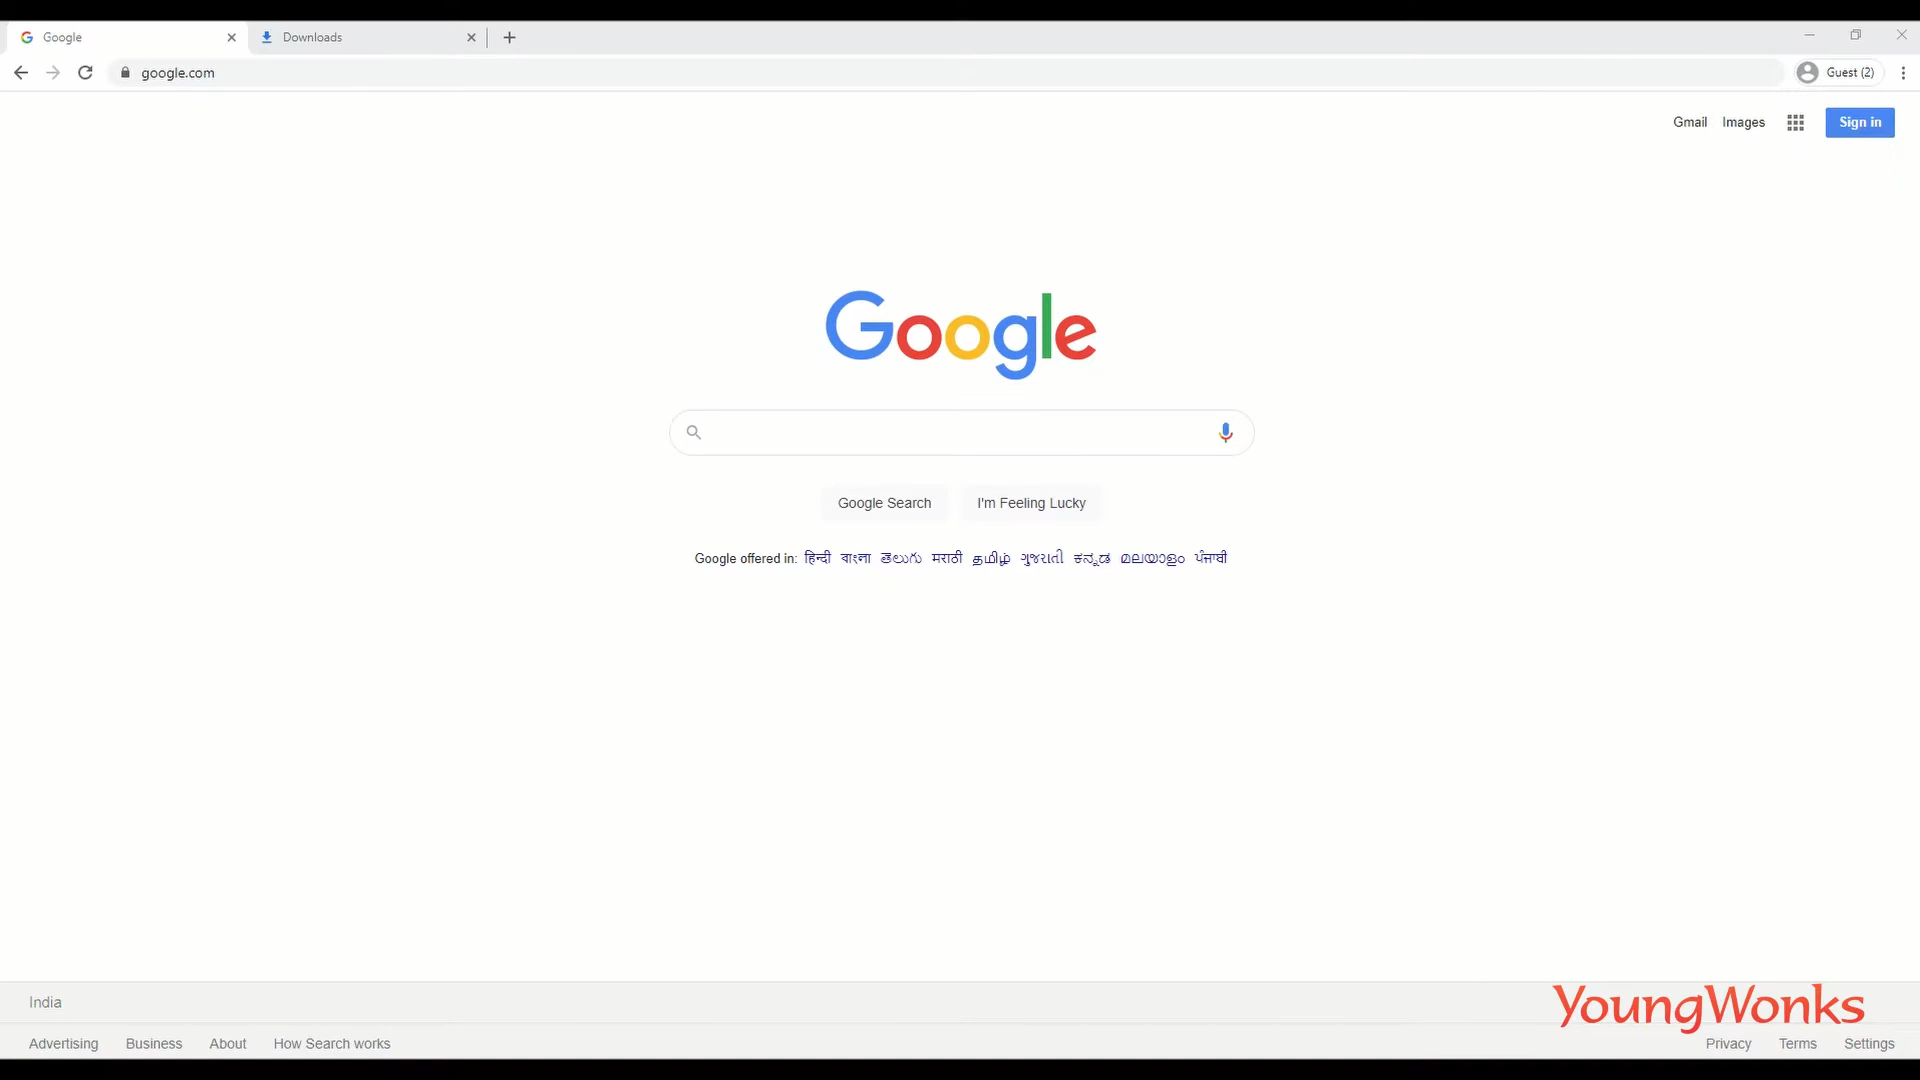 Google
Downloads
google.com
Guest (2)
Gmail Images
Sign in
Google
Google Search
I'm Feeling Lucky
Google offered in: हिन्दी বাংলা తెలుగు मराठी தமிழ் ગુજરાતી ಕನ್ನಡ മലയാളം ਪੰਜਾਬੀ
India
YoungWonks
Advertising Business About How Search works
Privacy Terms Settings